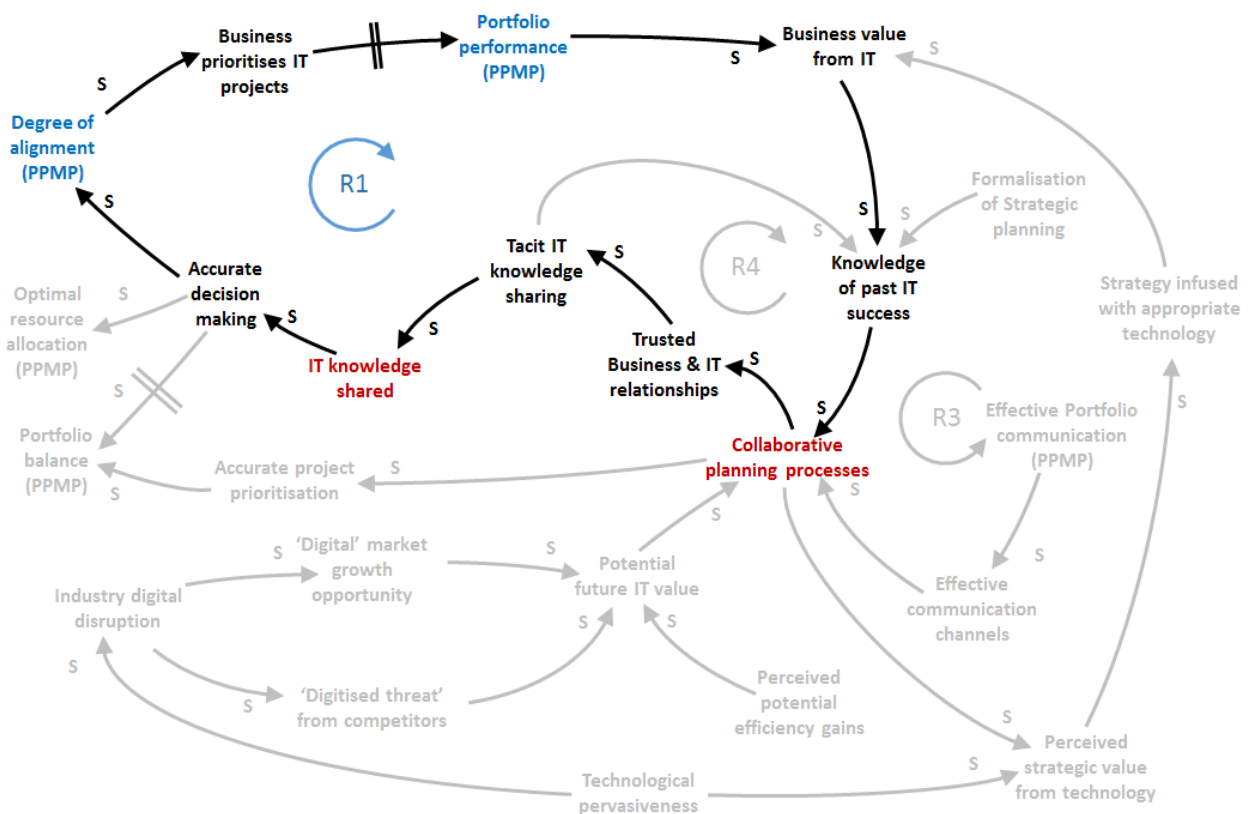 Portfolio
performance
(PPMP)
Business
prioritises IT
projects
Business value
from IT
S
S
S
Degree of
alignment
(PPMP)
R1
S
S
S
S
Formalisation
of Strategic
planning
Tacit IT
knowledge
sharing
S
R4
Knowledge
of past IT
success
Accurate
decision
making
Optimal
resource
allocation
(PPMP)
S
S
S
Strategy infused
with appropriate
technology
Trusted
Business & IT
relationships
S
IT knowledge
shared
S
S
S
R3
Effective Portfolio
communication
(PPMP)
Portfolio
balance
(PPMP)
Collaborative
planning processes
Accurate project
prioritisation
S
S
S
S
S
S
S
'Digital' market
growth
opportunity
Potential
future IT value
Industry digital
disruption
Effective
communication
channels
S
S
S
'Digitised threat'
from competitors
S
Perceived
potential
efficiency gains
S
S
Perceived
strategic value
from technology
Technological
pervasiveness